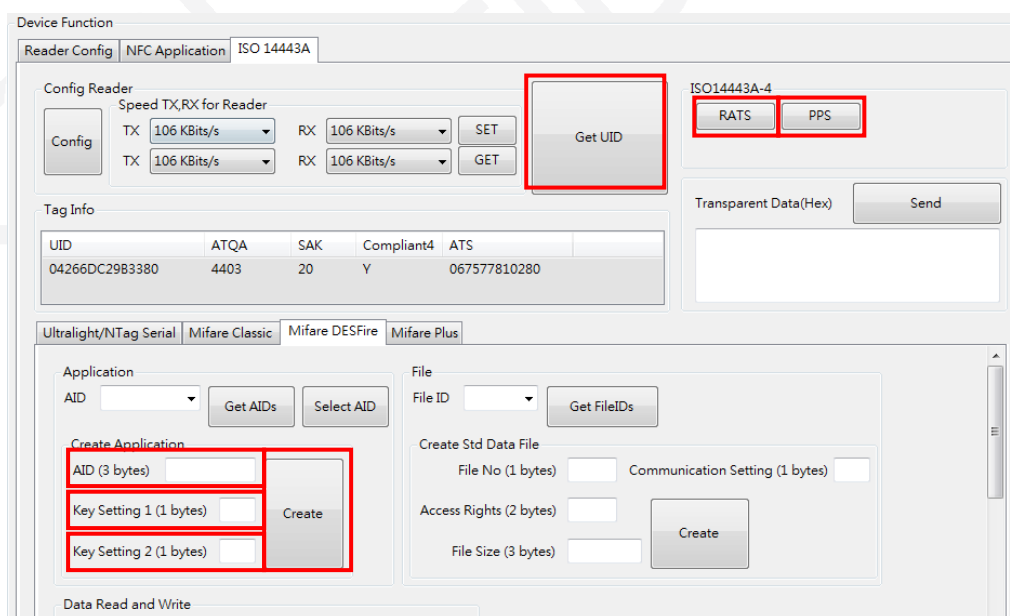 Device Function
Reader Config NFC Application ISO 14443A
Config Reader
Speed TX,RX for Reader
Config
TX 106 KBits/s RX 106 KBits/s SET
TX 106 KBits/s RX 106 KBits/s GET
Get UID
ISO14443A-4
RATS PPS
Transparent Data(Hex) Send
Tag Info
UID ATQA SAK Compliant4 ATS
04266DC29B3380 4403 20 Y 067577810280
Ultralight/NTag Serial Mifare Classic Mifare DESFire Mifare Plus
Application
AID Get AIDs Select AID
Create Application
AID (3 bytes)
Key Setting 1 (1 bytes)
Key Setting 2 (1 bytes)
Create
File
File ID Get FileIDs
Create Std Data File
File No (1 bytes) Communication Setting (1 bytes)
Access Rights (2 bytes)
File Size (3 bytes)
Create
Data Read and Write